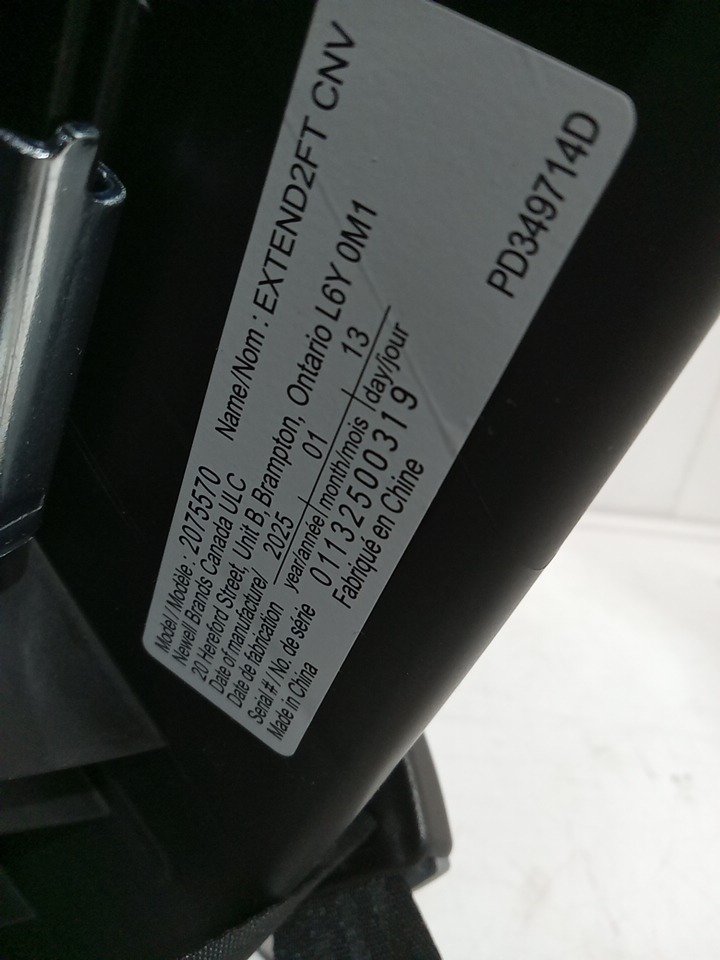 Model / Modèle : 2075570 Name/Nom : EXTEND2FT CNV
Newell Brands Canada ULC
20 Hereford Street, Unit B, Brampton, Ontario L6Y 0M1
Date of manufacture/ 2025 / 01 / 13
Date de fabrication year/année month/mois day/jour
Serial # / No. de série 01132500319
Made in China Fabriqué en Chine
PD349714D